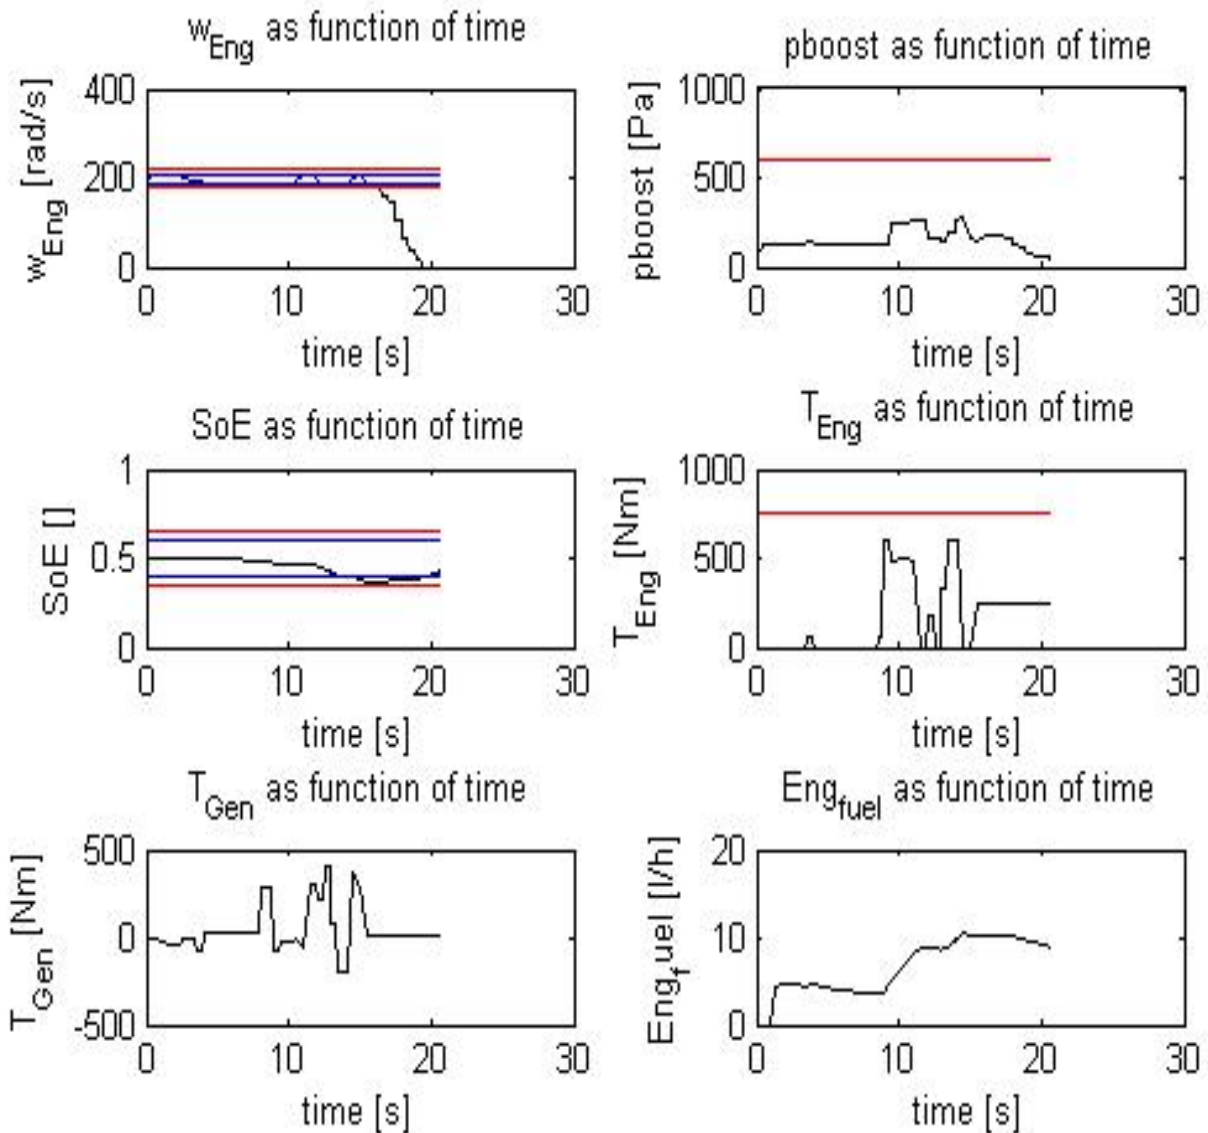 w_Eng as function of time
w_Eng [rad/s]
400
200
0
0 10 20 30
time [s]
pboost as function of time
pboost [Pa]
1000
500
0
0 10 20 30
time [s]
SoE as function of time
SoE []
1
0.5
0
0 10 20 30
time [s]
T_Eng as function of time
T_Eng [Nm]
1000
500
0
0 10 20 30
time [s]
T_Gen as function of time
T_Gen [Nm]
500
0
-500
0 10 20 30
time [s]
Eng_fuel as function of time
Eng_fuel [l/h]
20
10
0
0 10 20 30
time [s]